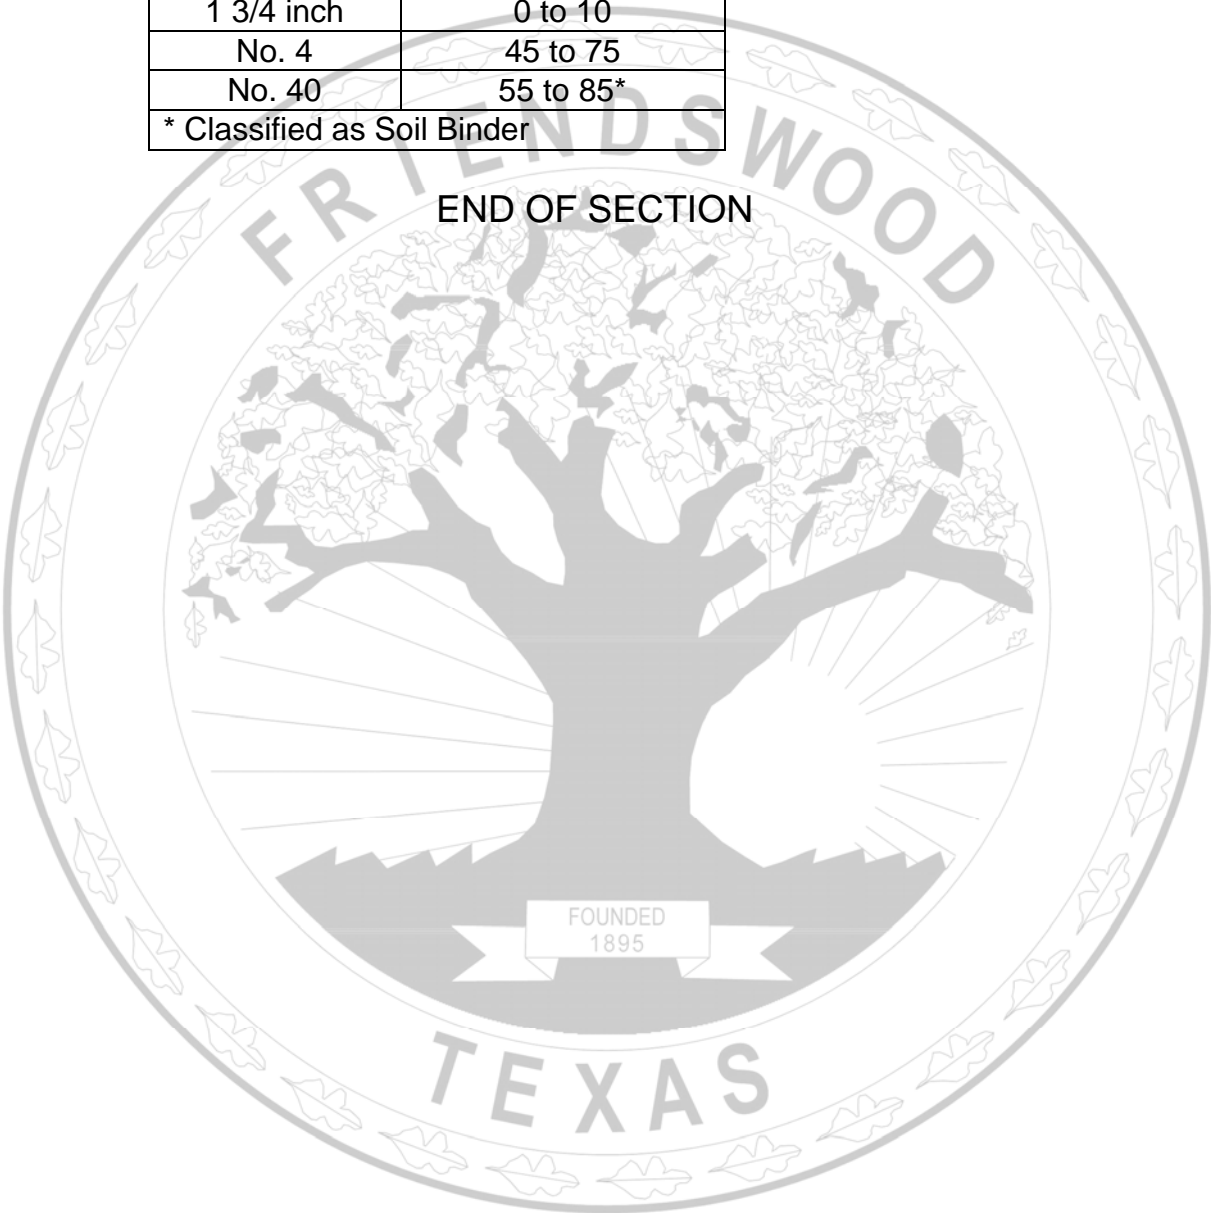 1 3/4 inch 0 to 10
No. 4 45 to 75
No. 40 55 to 85*
* Classified as Soil Binder
END OF SECTION
FRIENDSWOOD
FOUNDED
1895
TEXAS